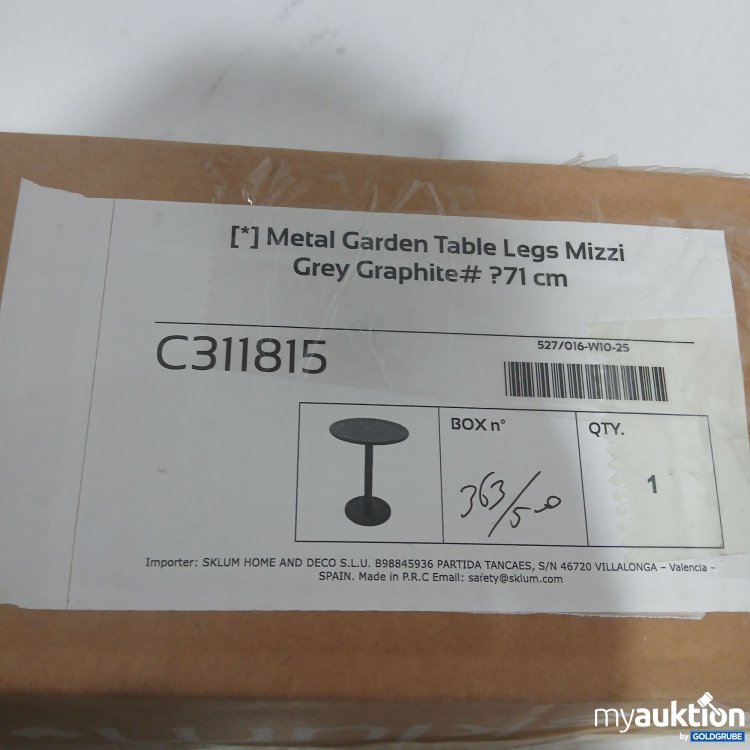 [*] Metal Garden Table Legs Mizzi
Grey Graphite# ?71 cm
C311815
527/016-W10-25
BOX n°
QTY.
363/50
1
Importer: SKLUM HOME AND DECO S.L.U. B98845936 PARTIDA TANCAES, S/N 46720 VILLALONGA – Valencia –
SPAIN. Made in P.R.C Email: safety@sklum.com
myauktion
by GOLDGRUBE